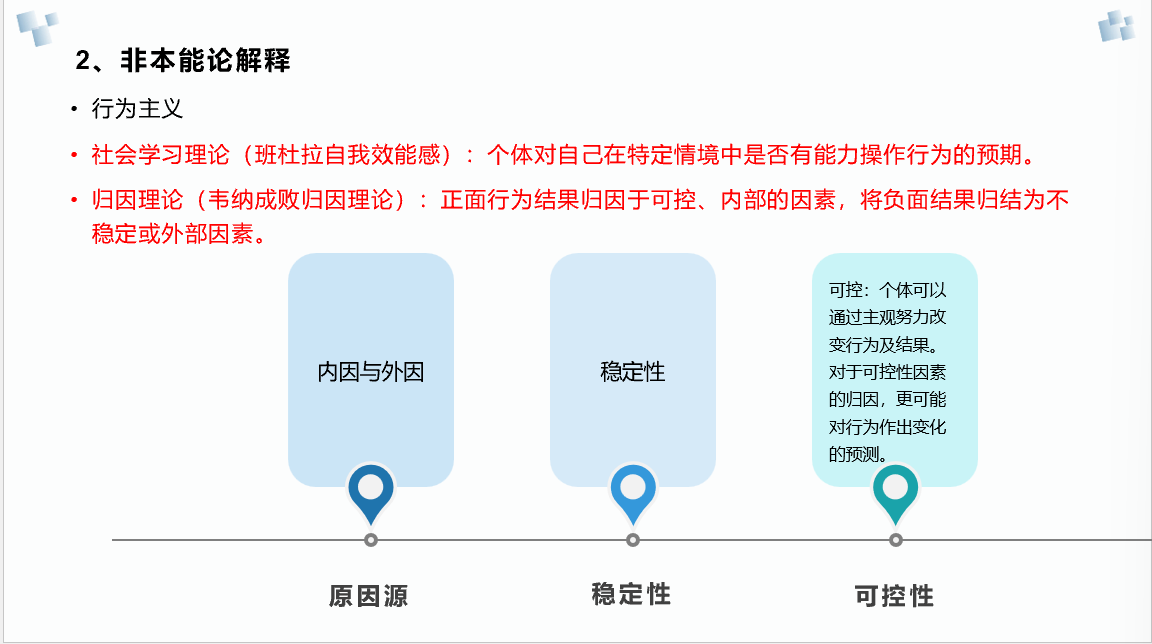 2、非本能论解释
• 行为主义
• 社会学习理论（班杜拉自我效能感）：个体对自己在特定情境中是否有能力操作行为的预期。
• 归因理论（韦纳成败归因理论）：正面行为结果归因于可控、内部的因素，将负面结果归结为不
稳定或外部因素。
内因与外因
稳定性
可控：个体可以
通过主观努力改
变行为及结果。
对于可控性因素
的归因，更可能
对行为作出变化
的预测。
原因源
稳定性
可控性